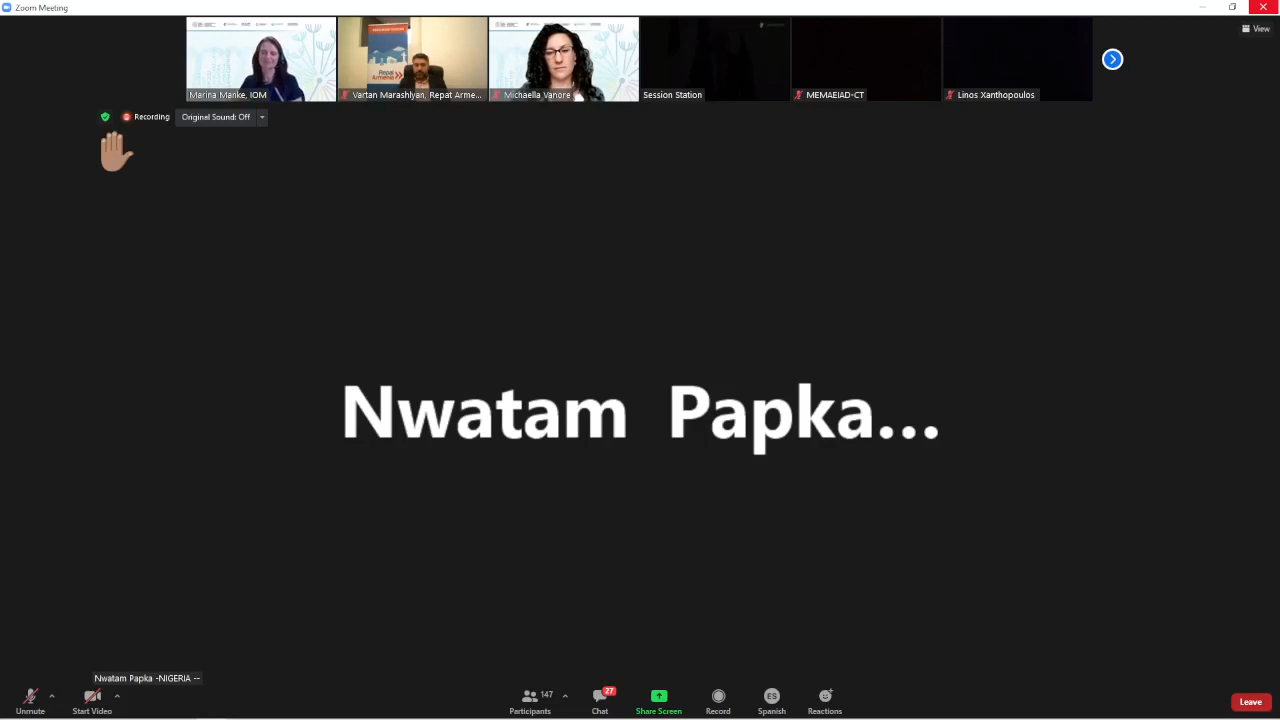 Zoom Meeting
View
Marina Manke, IOM
Vartan Marashlyan, Repat Arme...
Michaella Vanore
Session Station
MEMAEIAD-CT
Linos Xanthopoulos
Repat
Armenia
Recording
Original Sound: Off
Nwatam Papka...
Nwatam Papka -NIGERIA --
Unmute
Start Video
147
Participants
27
Chat
Share Screen
Record
ES
Spanish
Reactions
Leave